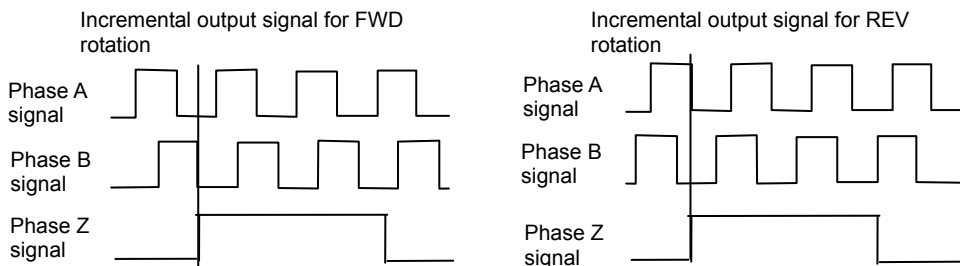 Incremental output signal for FWD
rotation
Phase A
signal
Phase B
signal
Phase Z
signal
Incremental output signal for REV
rotation
Phase A
signal
Phase B
signal
Phase Z
signal